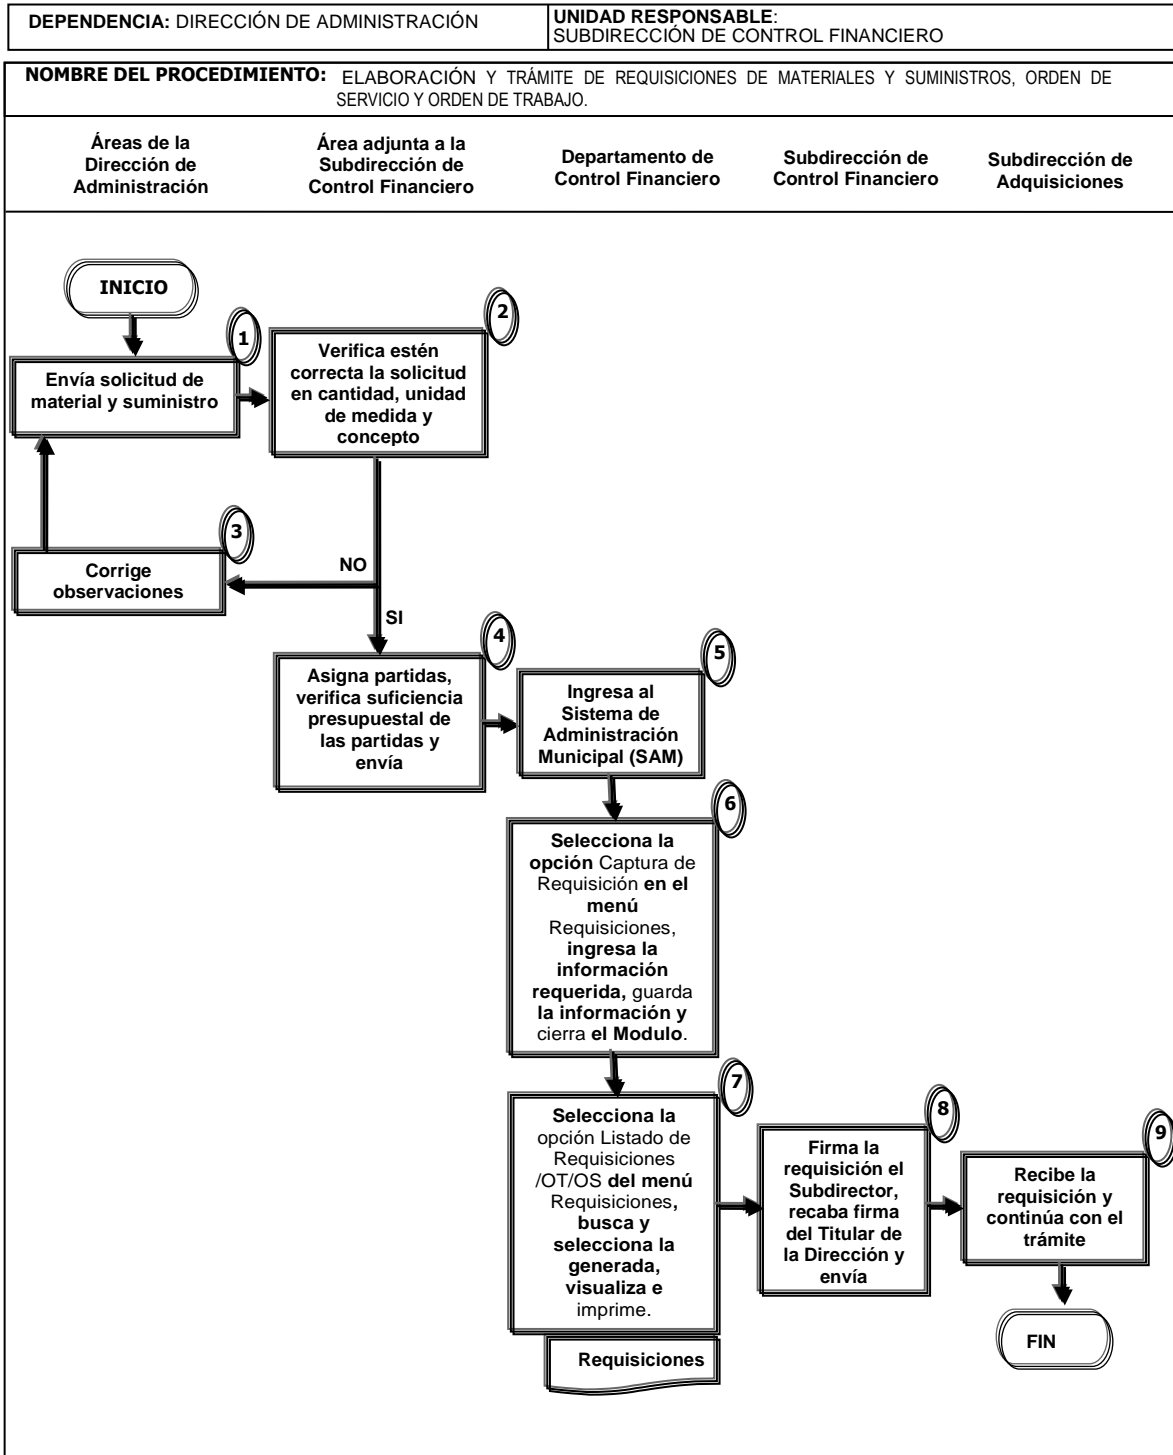 DEPENDENCIA: DIRECCIÓN DE ADMINISTRACIÓN
UNIDAD RESPONSABLE:
SUBDIRECCIÓN DE CONTROL FINANCIERO
NOMBRE DEL PROCEDIMIENTO: ELABORACIÓN Y TRÁMITE DE REQUISICIONES DE MATERIALES Y SUMINISTROS, ORDEN DE
SERVICIO Y ORDEN DE TRABAJO.
Áreas de la
Dirección de
Administración
Área adjunta a la
Subdirección de
Control Financiero
Departamento de
Control Financiero
Subdirección de
Control Financiero
Subdirección de
Adquisiciones
INICIO
1
Envía solicitud de
material y suministro
2
Verifica estén
correcta la solicitud
en cantidad, unidad
de medida y
concepto
3
Corrige
observaciones
NO
SI
4
Asigna partidas,
verifica suficiencia
presupuestal de
las partidas y
envía
5
Ingresa al
Sistema de
Administración
Municipal (SAM)
6
Selecciona la
opción Captura de
Requisición en el
menú
Requisiciones,
ingresa la
información
requerida, guarda
la información y
cierra el Modulo.
7
Selecciona la
opción Listado de
Requisiciones
/OT/OS del menú
Requisiciones,
busca y
selecciona la
generada,
visualiza e
imprime.
Requisiciones
8
Firma la
requisición el
Subdirector,
recaba firma
del Titular de
la Dirección y
envía
9
Recibe la
requisición y
continúa con el
trámite
FIN